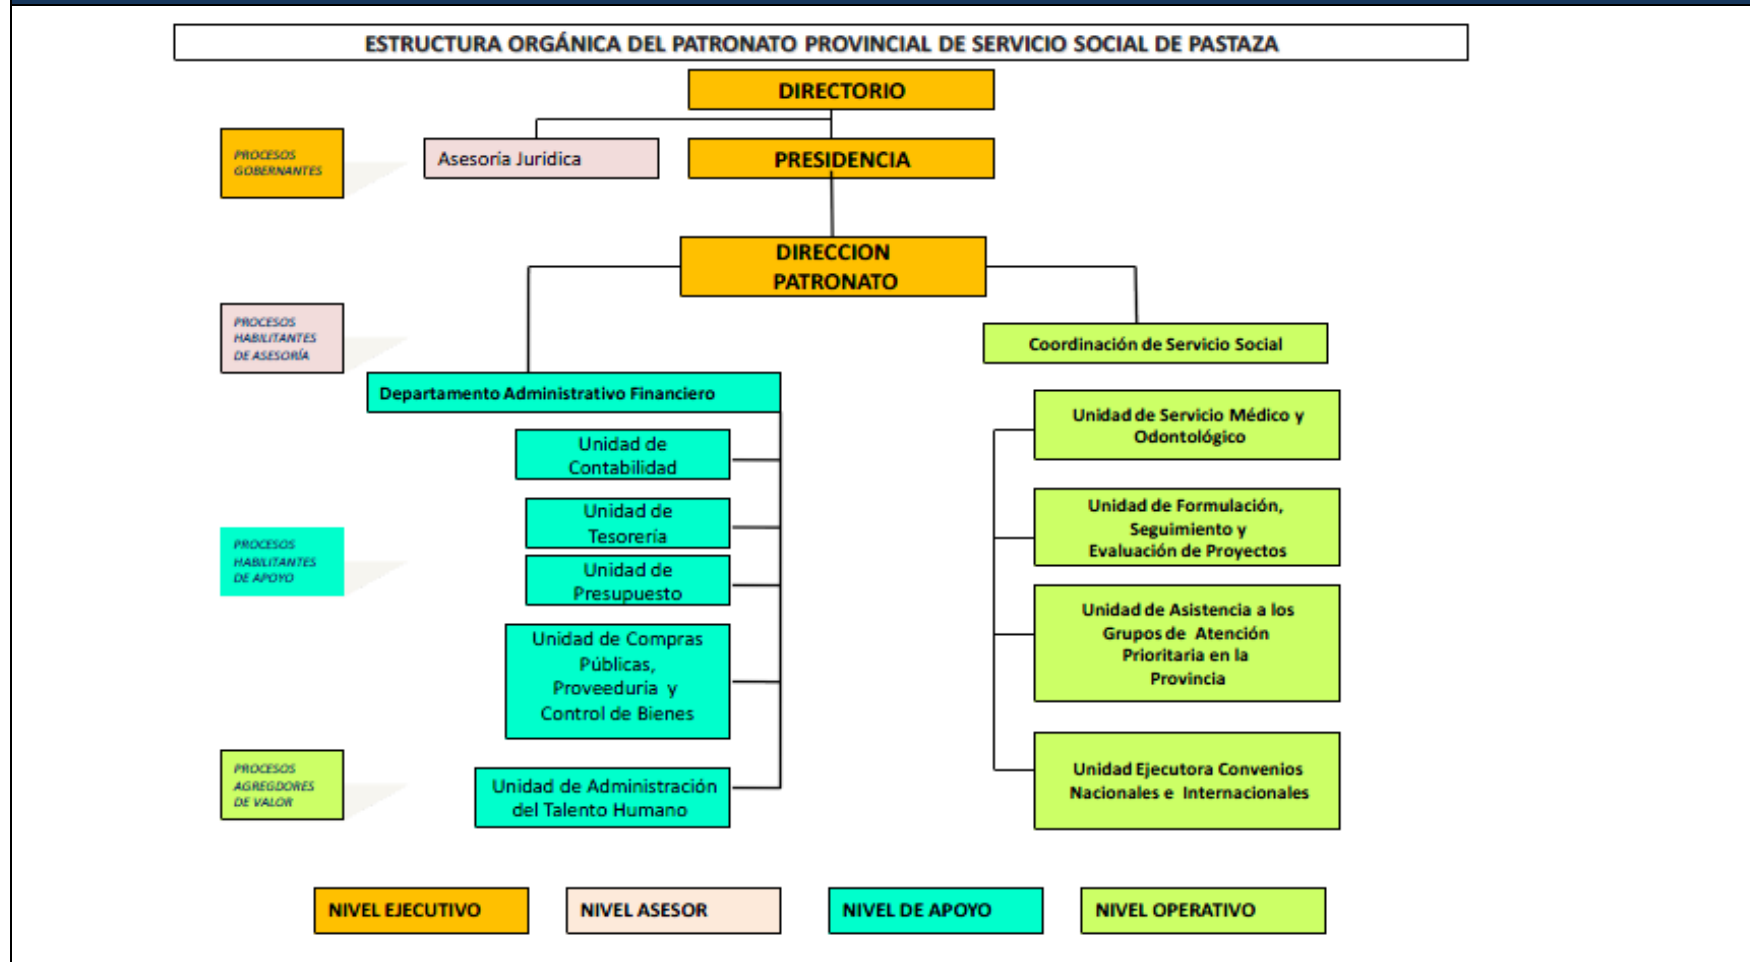 ESTRUCTURA ORGÁNICA DEL PATRONATO PROVINCIAL DE SERVICIO SOCIAL DE PASTAZA
DIRECTORIO
PROCESOS
GOBERNANTES
Asesoria Juridica
PRESIDENCIA
DIRECCION
PATRONATO
PROCESOS
HABILITANTES
DE ASESORÍA
Coordinación de Servicio Social
Departamento Administrativo Financiero
Unidad de
Contabilidad
Unidad de
Tesorería
Unidad de
Presupuesto
Unidad de Compras
Públicas,
Proveeduria y
Control de Bienes
Unidad de Administración
del Talento Humano
Unidad de Servicio Médico y
Odontológico
Unidad de Formulación,
Seguimiento y
Evaluación de Proyectos
Unidad de Asistencia a los
Grupos de Atención
Prioritaria en la
Provincia
Unidad Ejecutora Convenios
Nacionales e Internacionales
PROCESOS
HABILITANTES
DE APOYO
PROCESOS
AGREGDORES
DE VALOR
NIVEL EJECUTIVO
NIVEL ASESOR
NIVEL DE APOYO
NIVEL OPERATIVO